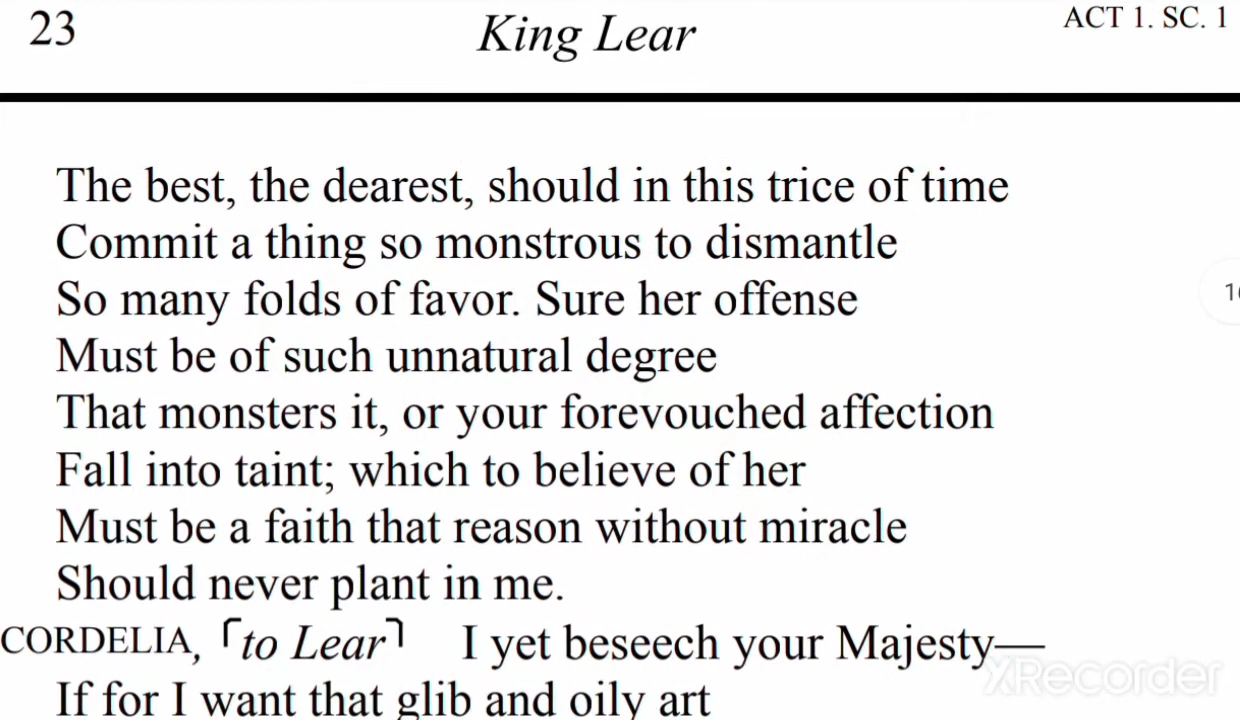 23 King Lear ACT 1. SC. 1
The best, the dearest, should in this trice of time
Commit a thing so monstrous to dismantle
So many folds of favor. Sure her offense
Must be of such unnatural degree
That monsters it, or your forevouched affection
Fall into taint; which to believe of her
Must be a faith that reason without miracle
Should never plant in me.
CORDELIA, ⌜to Lear⌝ I yet beseech your Majesty—
If for I want that glib and oily art
XRecorder